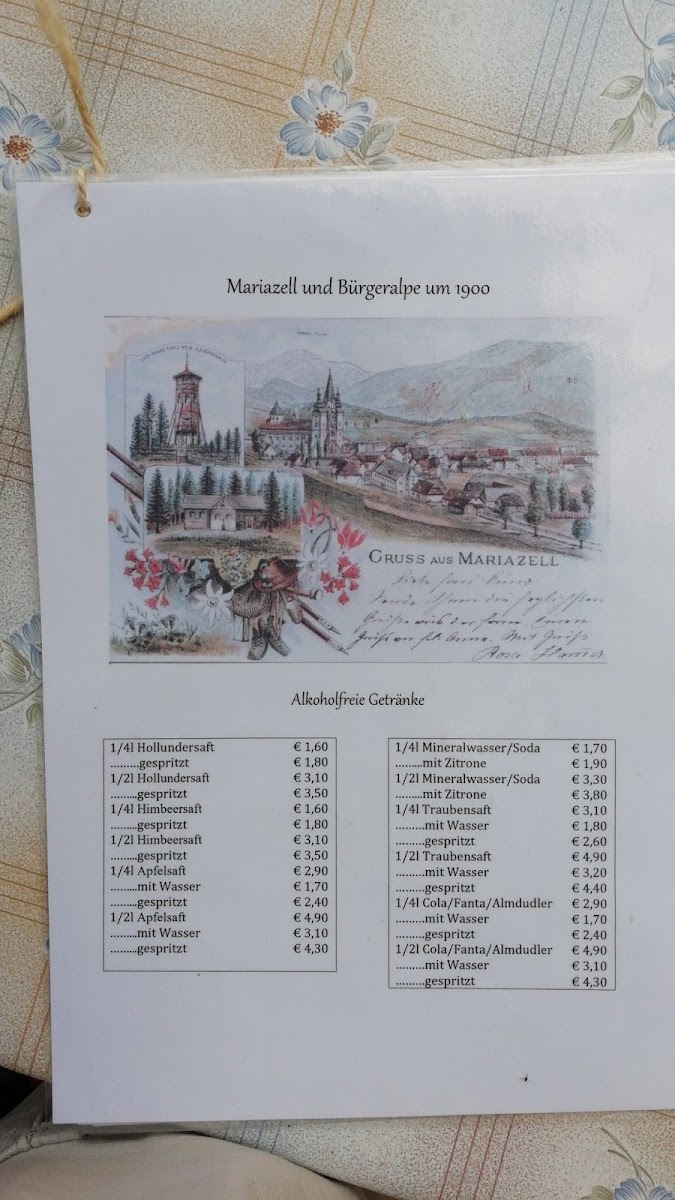 Mariazell und Bürgeralpe um 1900
GRUSS AUS MARIAZELL
Alkoholfreie Getränke
1/4l Hollundersaft € 1,60
.........gespritzt € 1,80
1/2l Hollundersaft € 3,10
.........gespritzt € 3,50
1/4l Himbeersaft € 1,60
.........gespritzt € 1,80
1/2l Himbeersaft € 3,10
.........gespritzt € 3,50
1/4l Apfelsaft € 2,90
.........mit Wasser € 1,70
.........gespritzt € 2,40
1/2l Apfelsaft € 4,90
.........mit Wasser € 3,10
.........gespritzt € 4,30
1/4l Mineralwasser/Soda € 1,70
.........mit Zitrone € 1,90
1/2l Mineralwasser/Soda € 3,30
.........mit Zitrone € 3,80
1/4l Traubensaft € 3,10
.........mit Wasser € 1,80
.........gespritzt € 2,60
1/2l Traubensaft € 4,90
.........mit Wasser € 3,20
.........gespritzt € 4,40
1/4l Cola/Fanta/Almdudler € 2,90
.........mit Wasser € 1,70
.........gespritzt € 2,40
1/2l Cola/Fanta/Almdudler € 4,90
.........mit Wasser € 3,10
.........gespritzt € 4,30